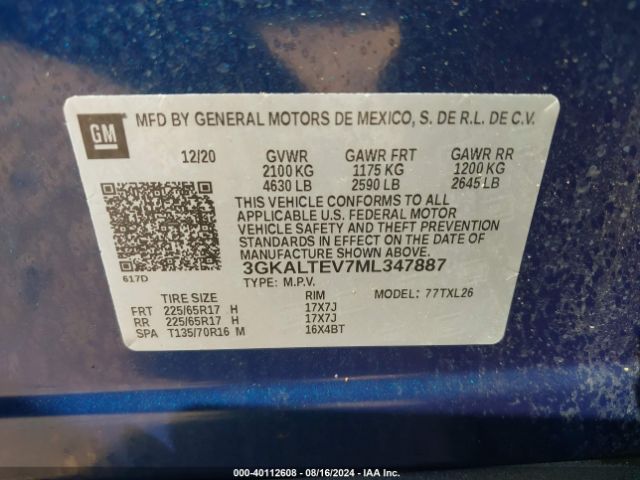 GM
MFD BY GENERAL MOTORS DE MEXICO, S. DE R.L. DE C.V.
12/20 GVWR GAWR FRT GAWR RR
2100 KG 1175 KG 1200 KG
4630 LB 2590 LB 2645 LB
THIS VEHICLE CONFORMS TO ALL
APPLICABLE U.S. FEDERAL MOTOR
VEHICLE SAFETY AND THEFT PREVENTION
STANDARDS IN EFFECT ON THE DATE OF
MANUFACTURE SHOWN ABOVE.
3GKALTEV7ML347887
617D
TYPE: M.P.V. MODEL: 77TXL26
TIRE SIZE RIM
FRT 225/65R17 H 17X7J
RR 225/65R17 H 17X7J
SPA T135/70R16 M 16X4BT
000-40112608 - 08/16/2024 - IAA Inc.